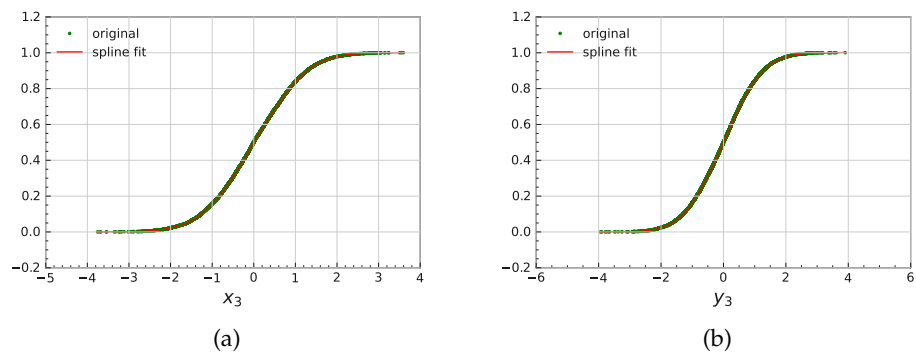 1.2
1.0
0.8
0.6
0.4
0.2
0.0
−0.2
original
spline fit
−5 −4 −3 −2 −1 0 1 2 3 4
x₃
(a)
1.2
1.0
0.8
0.6
0.4
0.2
0.0
−0.2
original
spline fit
−6 −4 −2 0 2 4 6
y₃
(b)